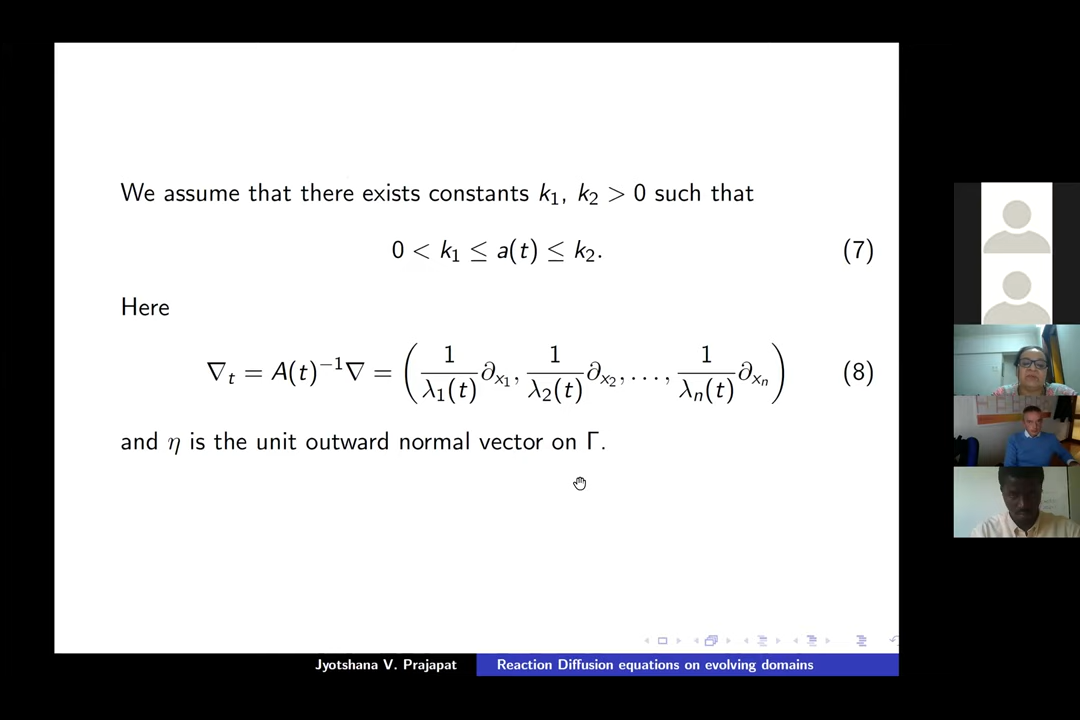 We assume that there exists constants k₁, k₂ > 0 such that
0 < k₁ ≤ a(t) ≤ k₂. (7)
Here
∇ₜ = A(t)⁻¹∇ = ( 1/λ₁(t) ∂ₓ₁, 1/λ₂(t) ∂ₓ₂, . . . , 1/λₙ(t) ∂ₓₙ ) (8)
and η is the unit outward normal vector on Γ.
Jyotshana V. Prajapat Reaction Diffusion equations on evolving domains